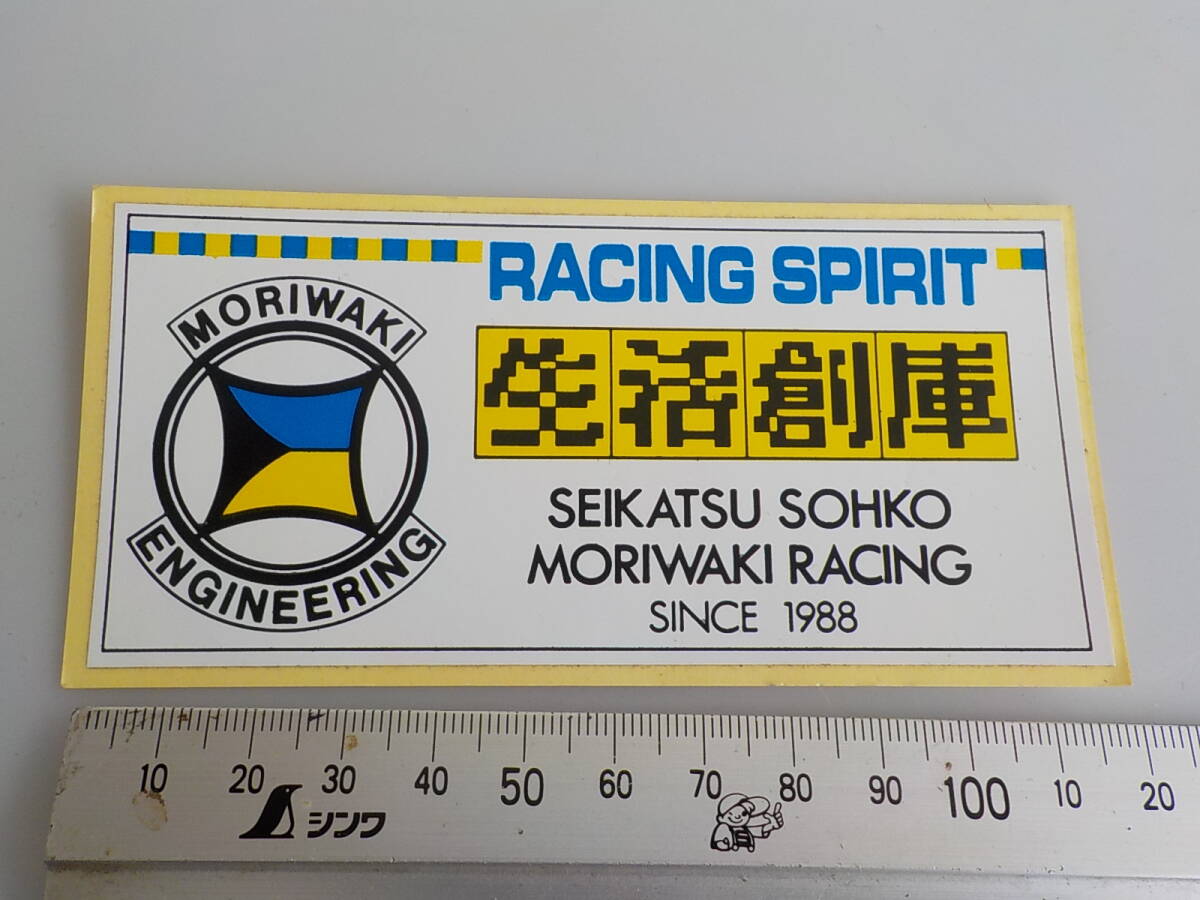 RACING SPIRIT
MORIWAKI
ENGINEERING
生活創庫
SEIKATSU SOHKO
MORIWAKI RACING
SINCE 1988
10 20 30 40 50 60 70 80 90 100 10 20
シンワ